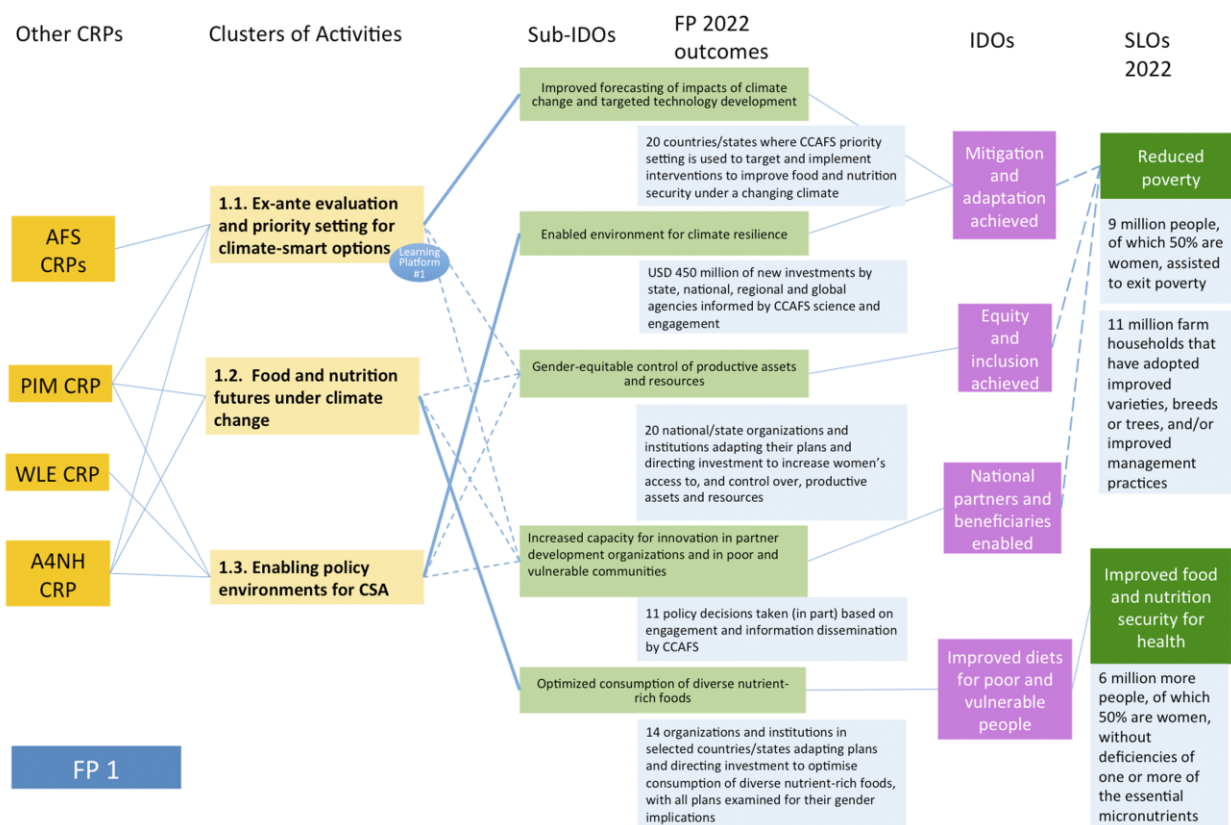 Other CRPs
Clusters of Activities
Sub-IDOs
FP 2022
outcomes
IDOs
SLOs
2022
AFS
CRPs
PIM CRP
WLE CRP
A4NH
CRP
FP 1
1.1. Ex-ante evaluation
and priority setting for
climate-smart options
Learning
Platform
#1
1.2. Food and nutrition
futures under climate
change
1.3. Enabling policy
environments for CSA
Improved forecasting of impacts of climate
change and targeted technology development
20 countries/states where CCAFS priority
setting is used to target and implement
interventions to improve food and nutrition
security under a changing climate
Enabled environment for climate resilience
USD 450 million of new investments by
state, national, regional and global
agencies informed by CCAFS science and
engagement
Gender-equitable control of productive assets
and resources
20 national/state organizations and
institutions adapting their plans and
directing investment to increase women's
access to, and control over, productive
assets and resources
Increased capacity for innovation in partner
development organizations and in poor and
vulnerable communities
11 policy decisions taken (in part) based on
engagement and information dissemination
by CCAFS
Optimized consumption of diverse nutrient-
rich foods
14 organizations and institutions in
selected countries/states adapting plans
and directing investment to optimise
consumption of diverse nutrient-rich foods,
with all plans examined for their gender
implications
Mitigation
and
adaptation
achieved
Equity
and
inclusion
achieved
National
partners and
beneficiaries
enabled
Improved diets
for poor and
vulnerable
people
Reduced
poverty
9 million people,
of which 50% are
women, assisted
to exit poverty
11 million farm
households that
have adopted
improved
varieties, breeds
or trees, and/or
improved
management
practices
Improved food
and nutrition
security for
health
6 million more
people, of which
50% are women,
without
deficiencies of
one or more of
the essential
micronutrients